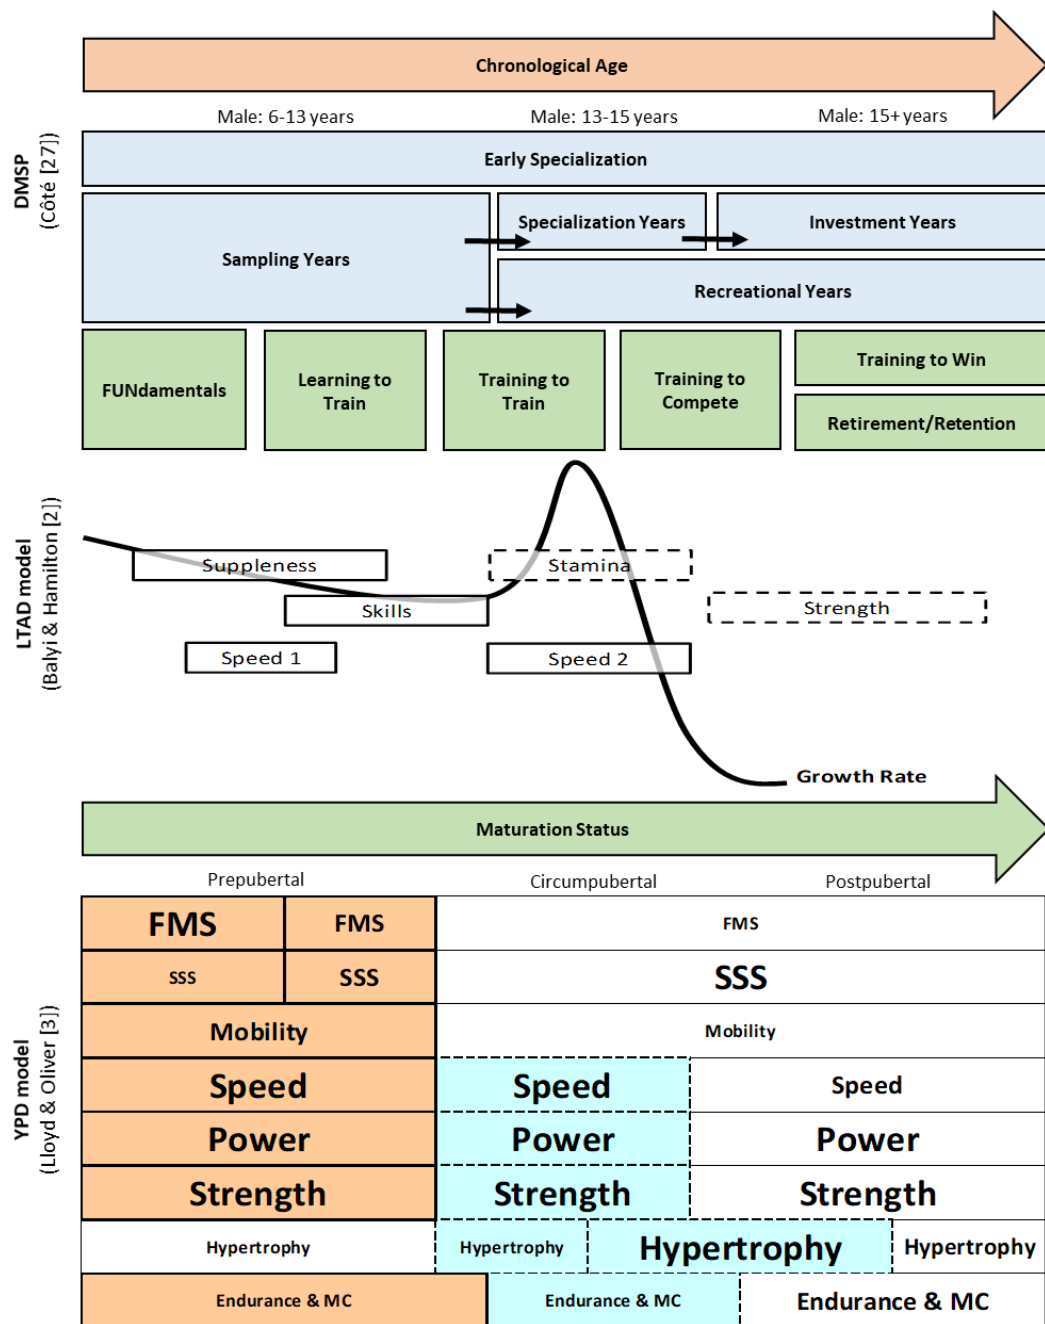 Chronological Age
Male: 6-13 years
Male: 13-15 years
Male: 15+ years
DMSP
(Côté [27])
Early Specialization
Sampling Years
Specialization Years
Investment Years
Recreational Years
FUNdamentals
Learning to
Train
Training to
Train
Training to
Compete
Training to Win
Retirement/Retention
LTAD model
(Balyi & Hamilton [2])
Suppleness
Skills
Speed 1
Stamina
Speed 2
Strength
Growth Rate
Maturation Status
Prepubertal
Circumpubertal
Postpubertal
YPD model
(Lloyd & Oliver [3])
FMS
FMS
FMS
SSS
SSS
SSS
Mobility
Mobility
Speed
Speed
Speed
Power
Power
Power
Strength
Strength
Strength
Hypertrophy
Hypertrophy
Hypertrophy
Hypertrophy
Endurance & MC
Endurance & MC
Endurance & MC